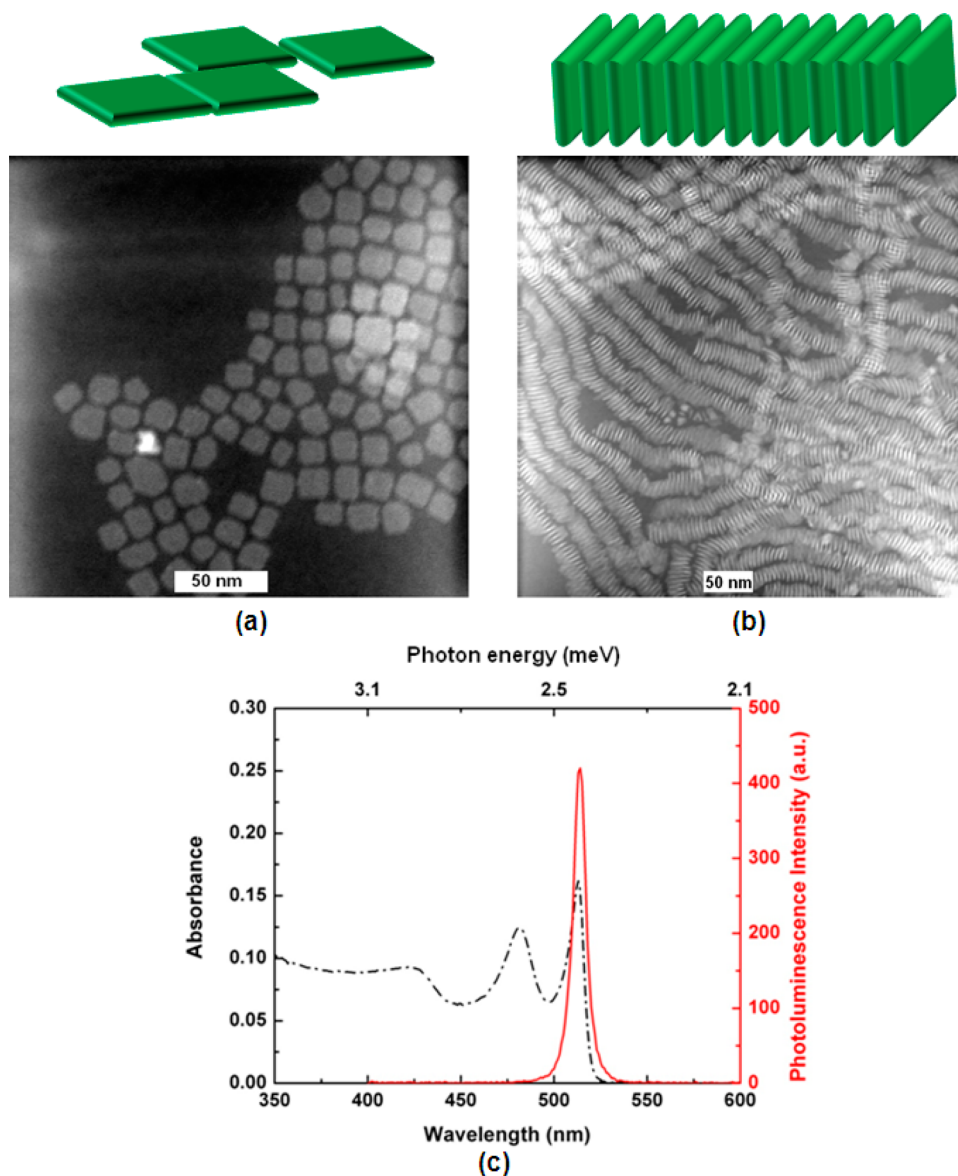 50 nm
50 nm
(a)
(b)
Photon energy (meV)
3.1 2.5 2.1
0.30
0.25
0.20
0.15
0.10
0.05
0.00
Absorbance
500
400
300
200
100
0
Photoluminescence Intensity (a.u.)
350 400 450 500 550 600
Wavelength (nm)
(c)